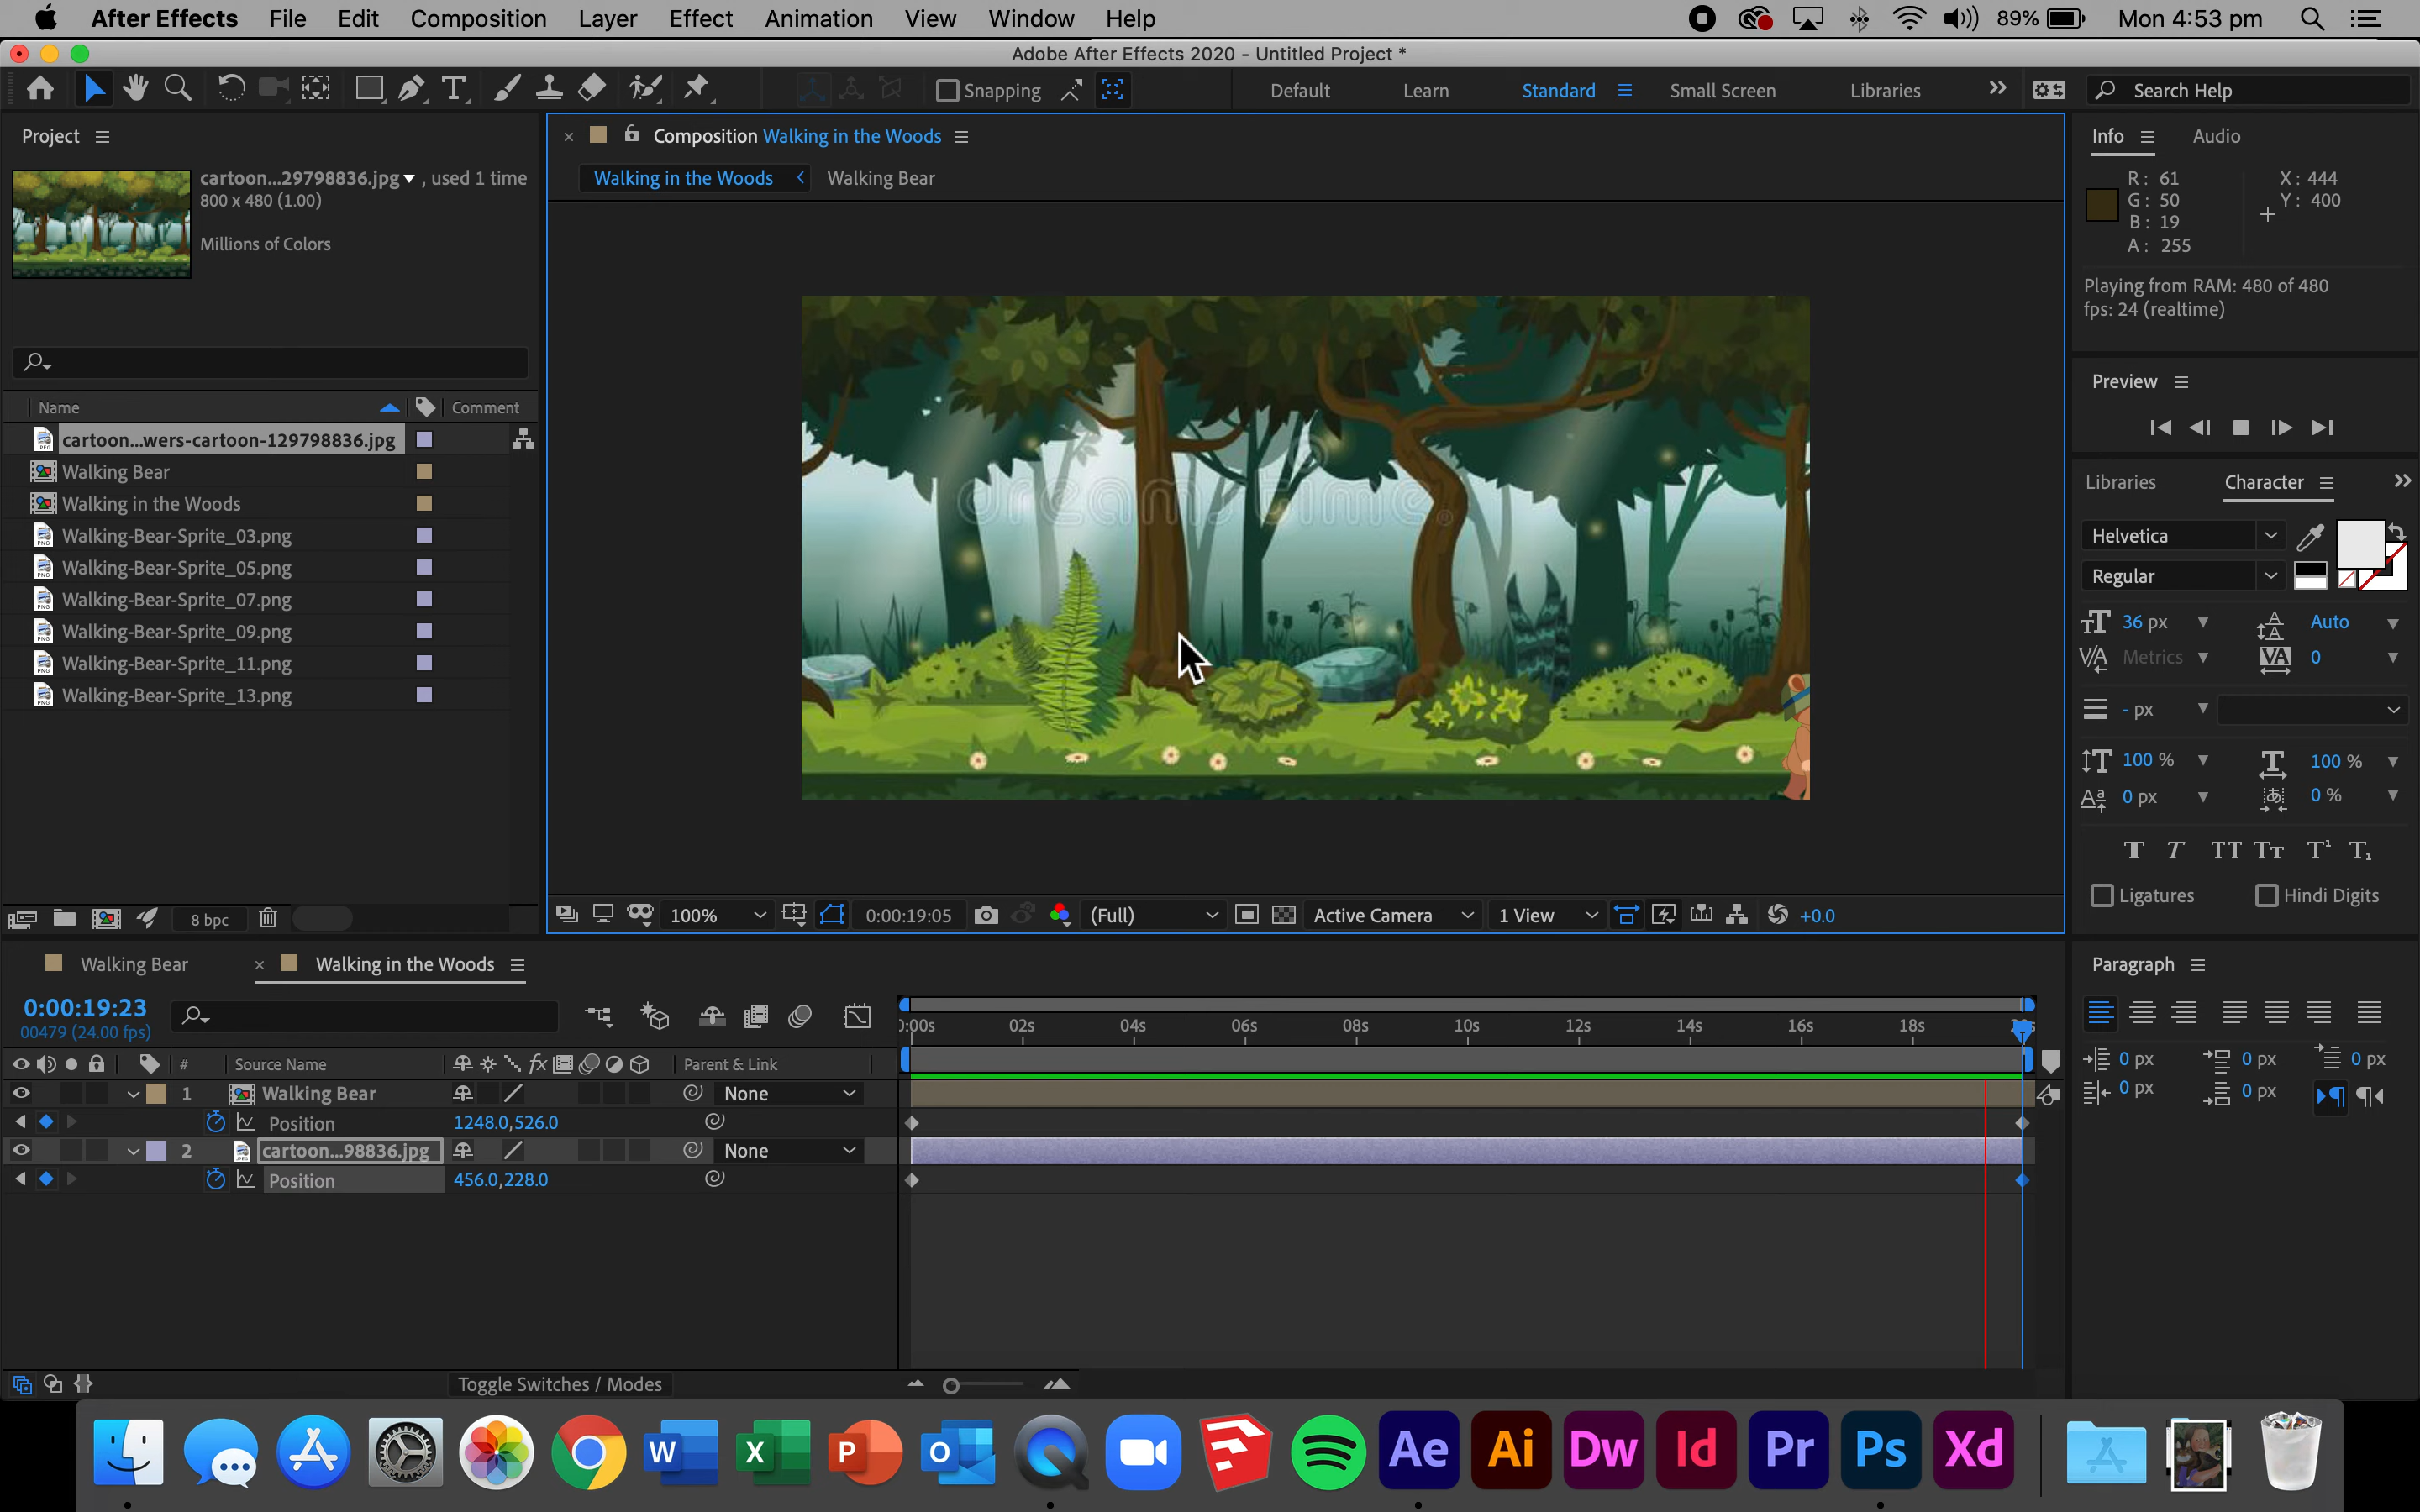 After Effects File Edit Composition Layer Effect Animation View Window Help 89% Mon 4:53 pm
Adobe After Effects 2020 - Untitled Project *
Snapping Default Learn Standard Small Screen Libraries Search Help
Project
cartoon...29798836.jpg , used 1 time
800 x 480 (1.00)
Millions of Colors
Name Comment
cartoon...wers-cartoon-129798836.jpg
Walking Bear
Walking in the Woods
Walking-Bear-Sprite_03.png
Walking-Bear-Sprite_05.png
Walking-Bear-Sprite_07.png
Walking-Bear-Sprite_09.png
Walking-Bear-Sprite_11.png
Walking-Bear-Sprite_13.png
8 bpc
Composition Walking in the Woods
Walking in the Woods Walking Bear
dreamstime®
100% 0:00:19:05 (Full) Active Camera 1 View +0.0
Info Audio
R: 61 X: 444
G: 50 Y: 400
B: 19
A: 255
Playing from RAM: 480 of 480
fps: 24 (realtime)
Preview
Libraries Character
Helvetica
Regular
36 px Auto
Metrics 0
- px
100 % 100 %
0 px 0 %
Ligatures Hindi Digits
Walking Bear Walking in the Woods
0:00:19:23
00479 (24.00 fps)
0:00s 02s 04s 06s 08s 10s 12s 14s 16s 18s
# Source Name Parent & Link
1 Walking Bear None
Position 1248.0,526.0
2 cartoon...98836.jpg None
Position 456.0,228.0
Toggle Switches / Modes
Paragraph
0 px 0 px 0 px
0 px 0 px
W X P O Ae Ai Dw Id Pr Ps Xd